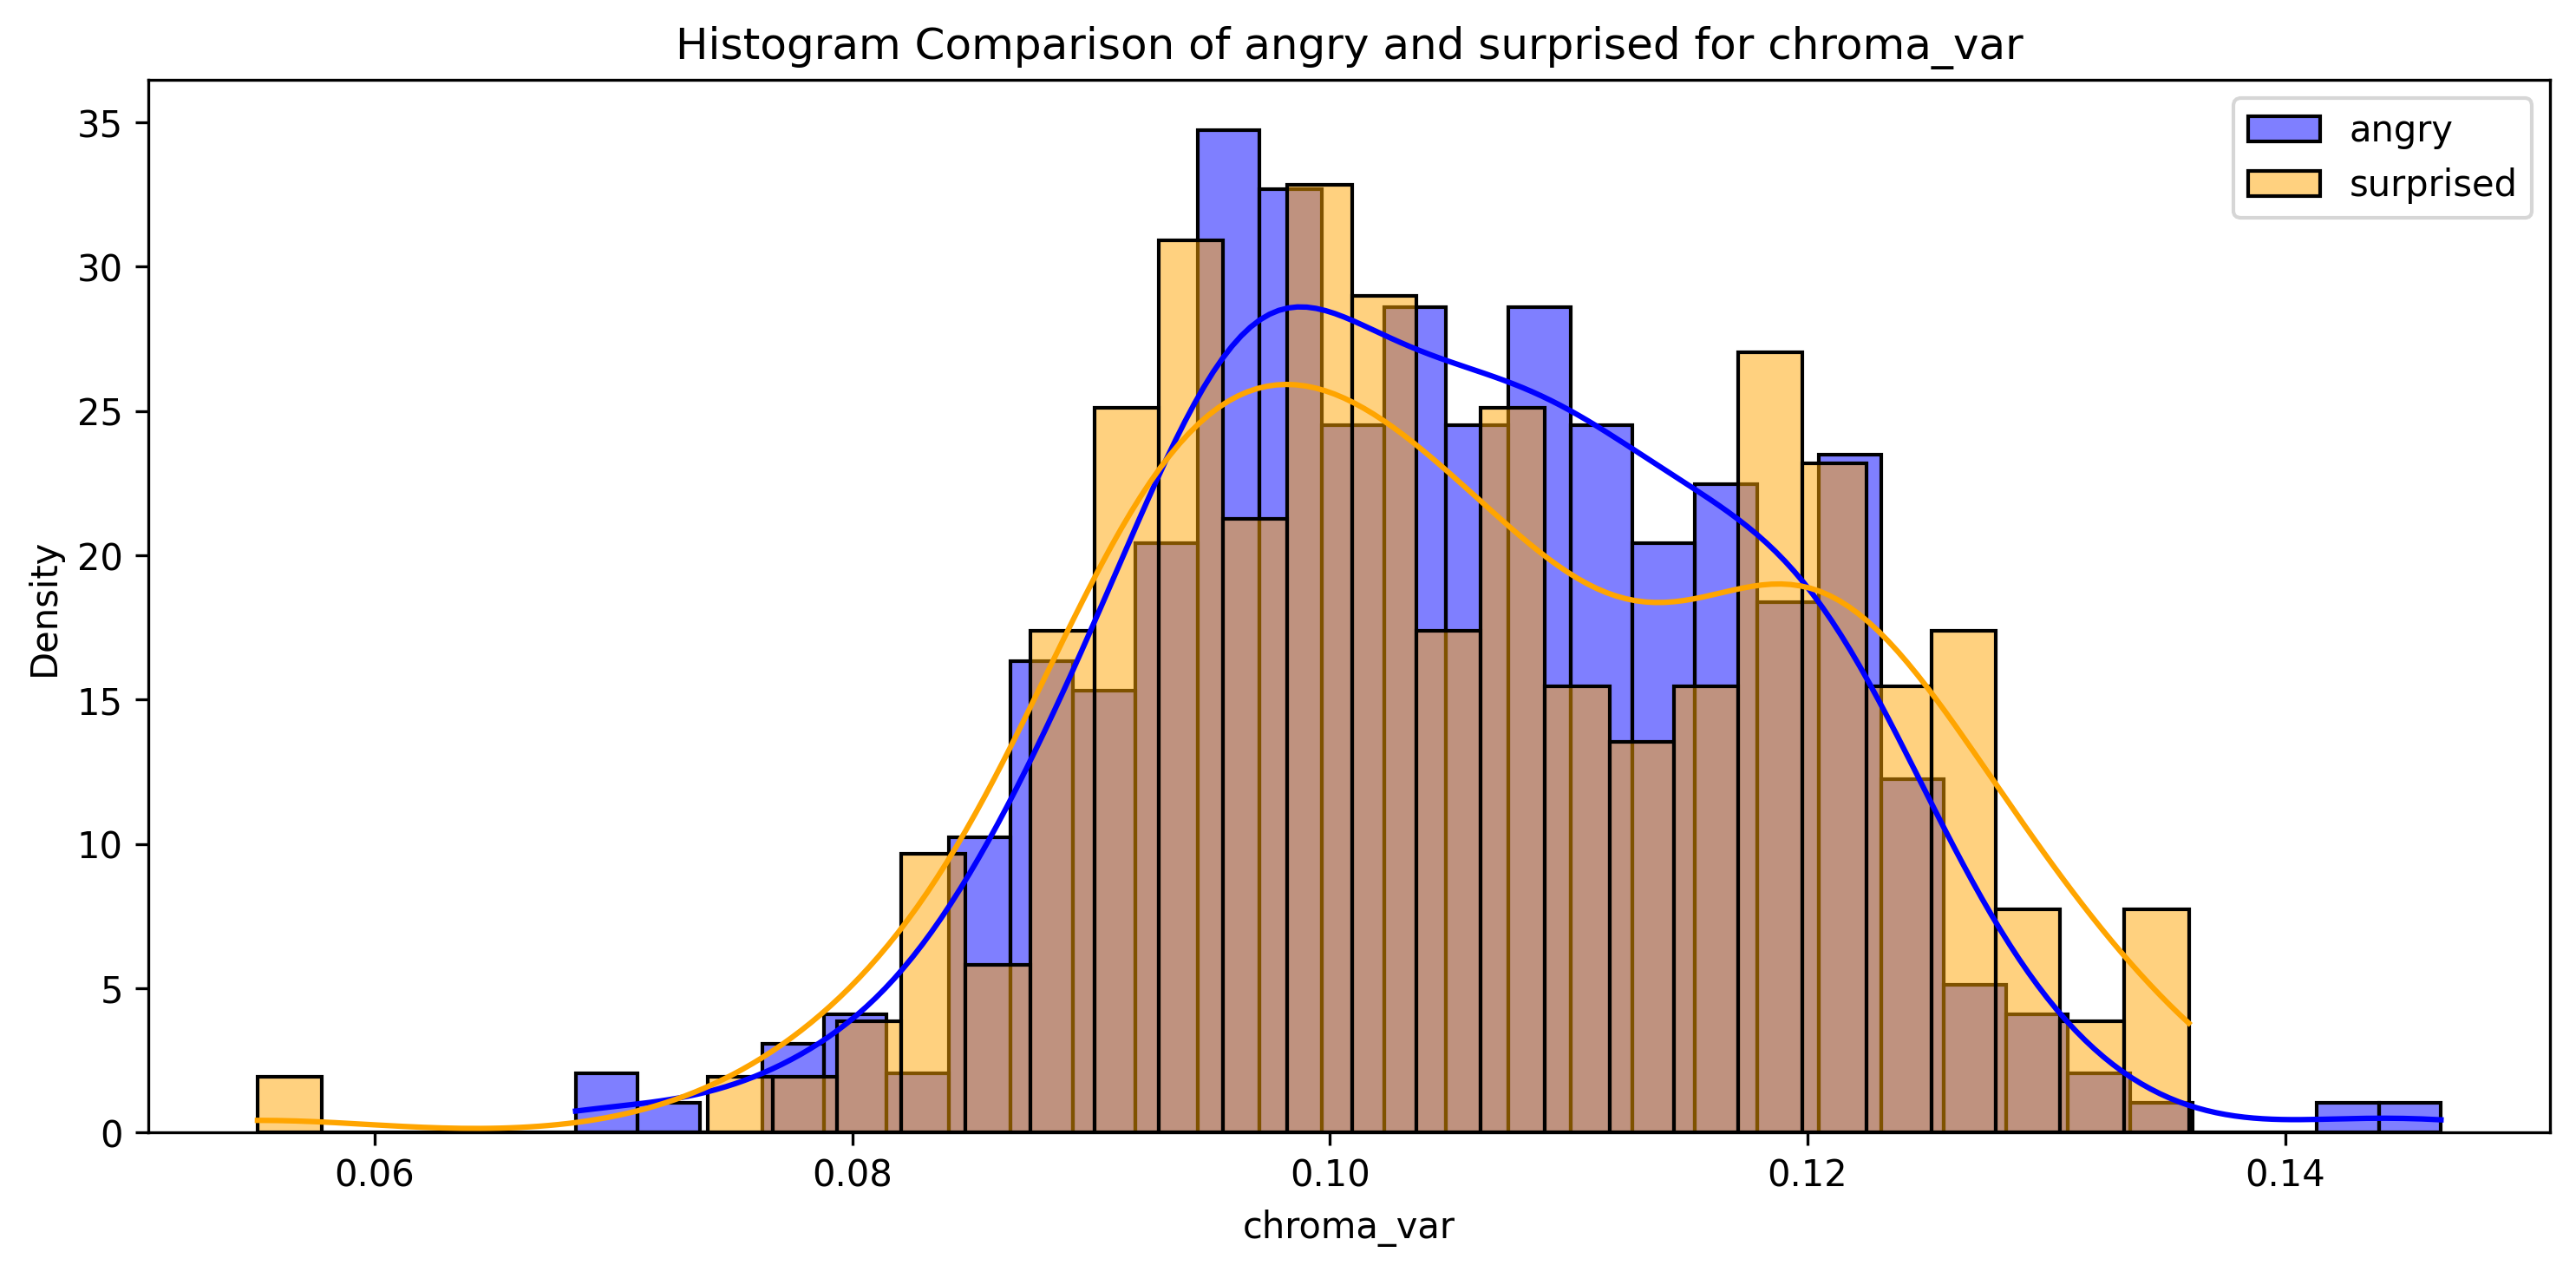 Histogram Comparison of angry and surprised for chroma_var
angry
surprised
Density
35
30
25
20
15
10
5
0
0.06 0.08 0.10 0.12 0.14
chroma_var